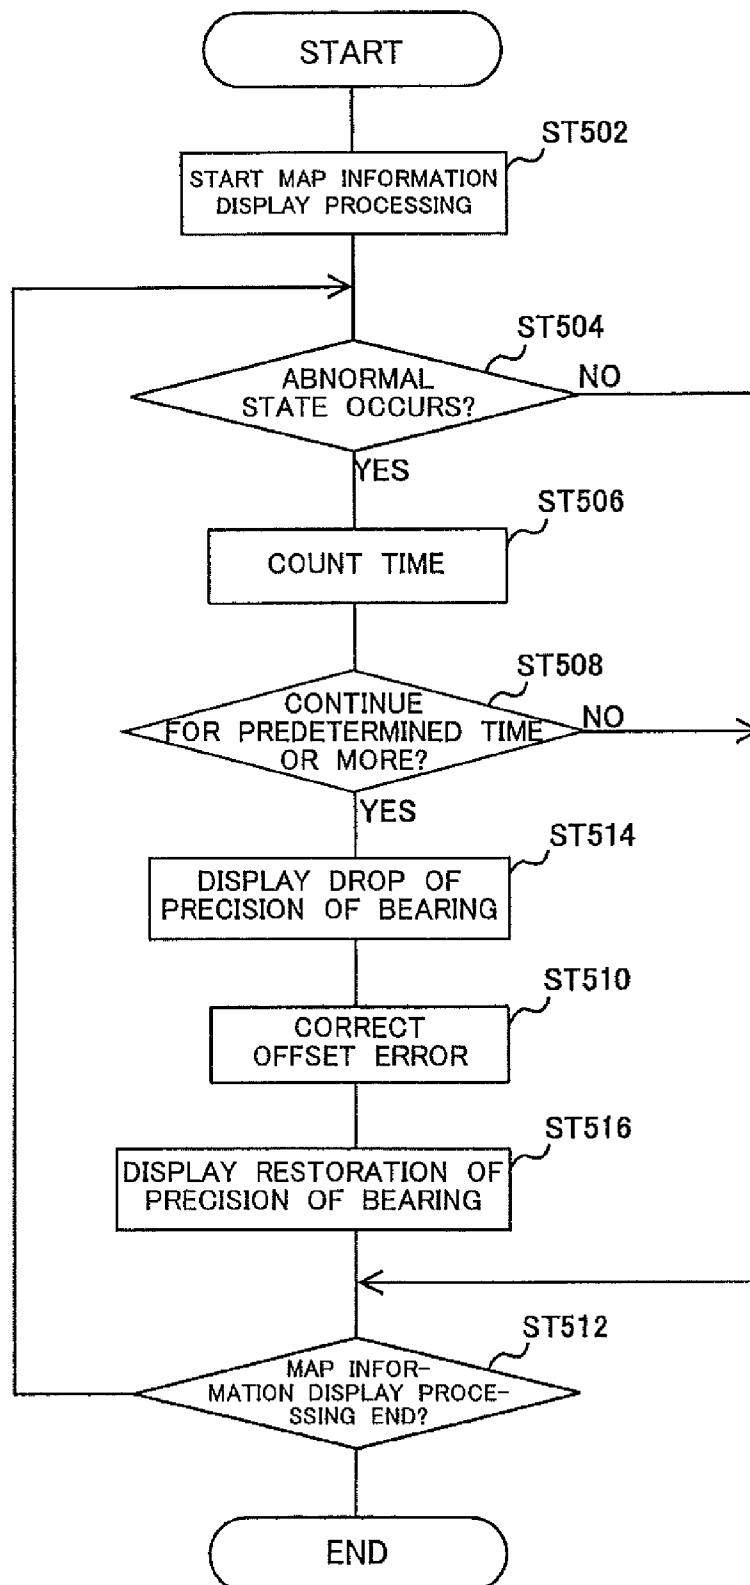 START
ST502
START MAP INFORMATION
DISPLAY PROCESSING
ST504
ABNORMAL
STATE OCCURS?
NO
YES
ST506
COUNT TIME
ST508
CONTINUE
FOR PREDETERMINED TIME
OR MORE?
NO
YES
ST514
DISPLAY DROP OF
PRECISION OF BEARING
ST510
CORRECT
OFFSET ERROR
ST516
DISPLAY RESTORATION OF
PRECISION OF BEARING
ST512
MAP INFOR-
MATION DISPLAY PROCE-
SSING END?
END